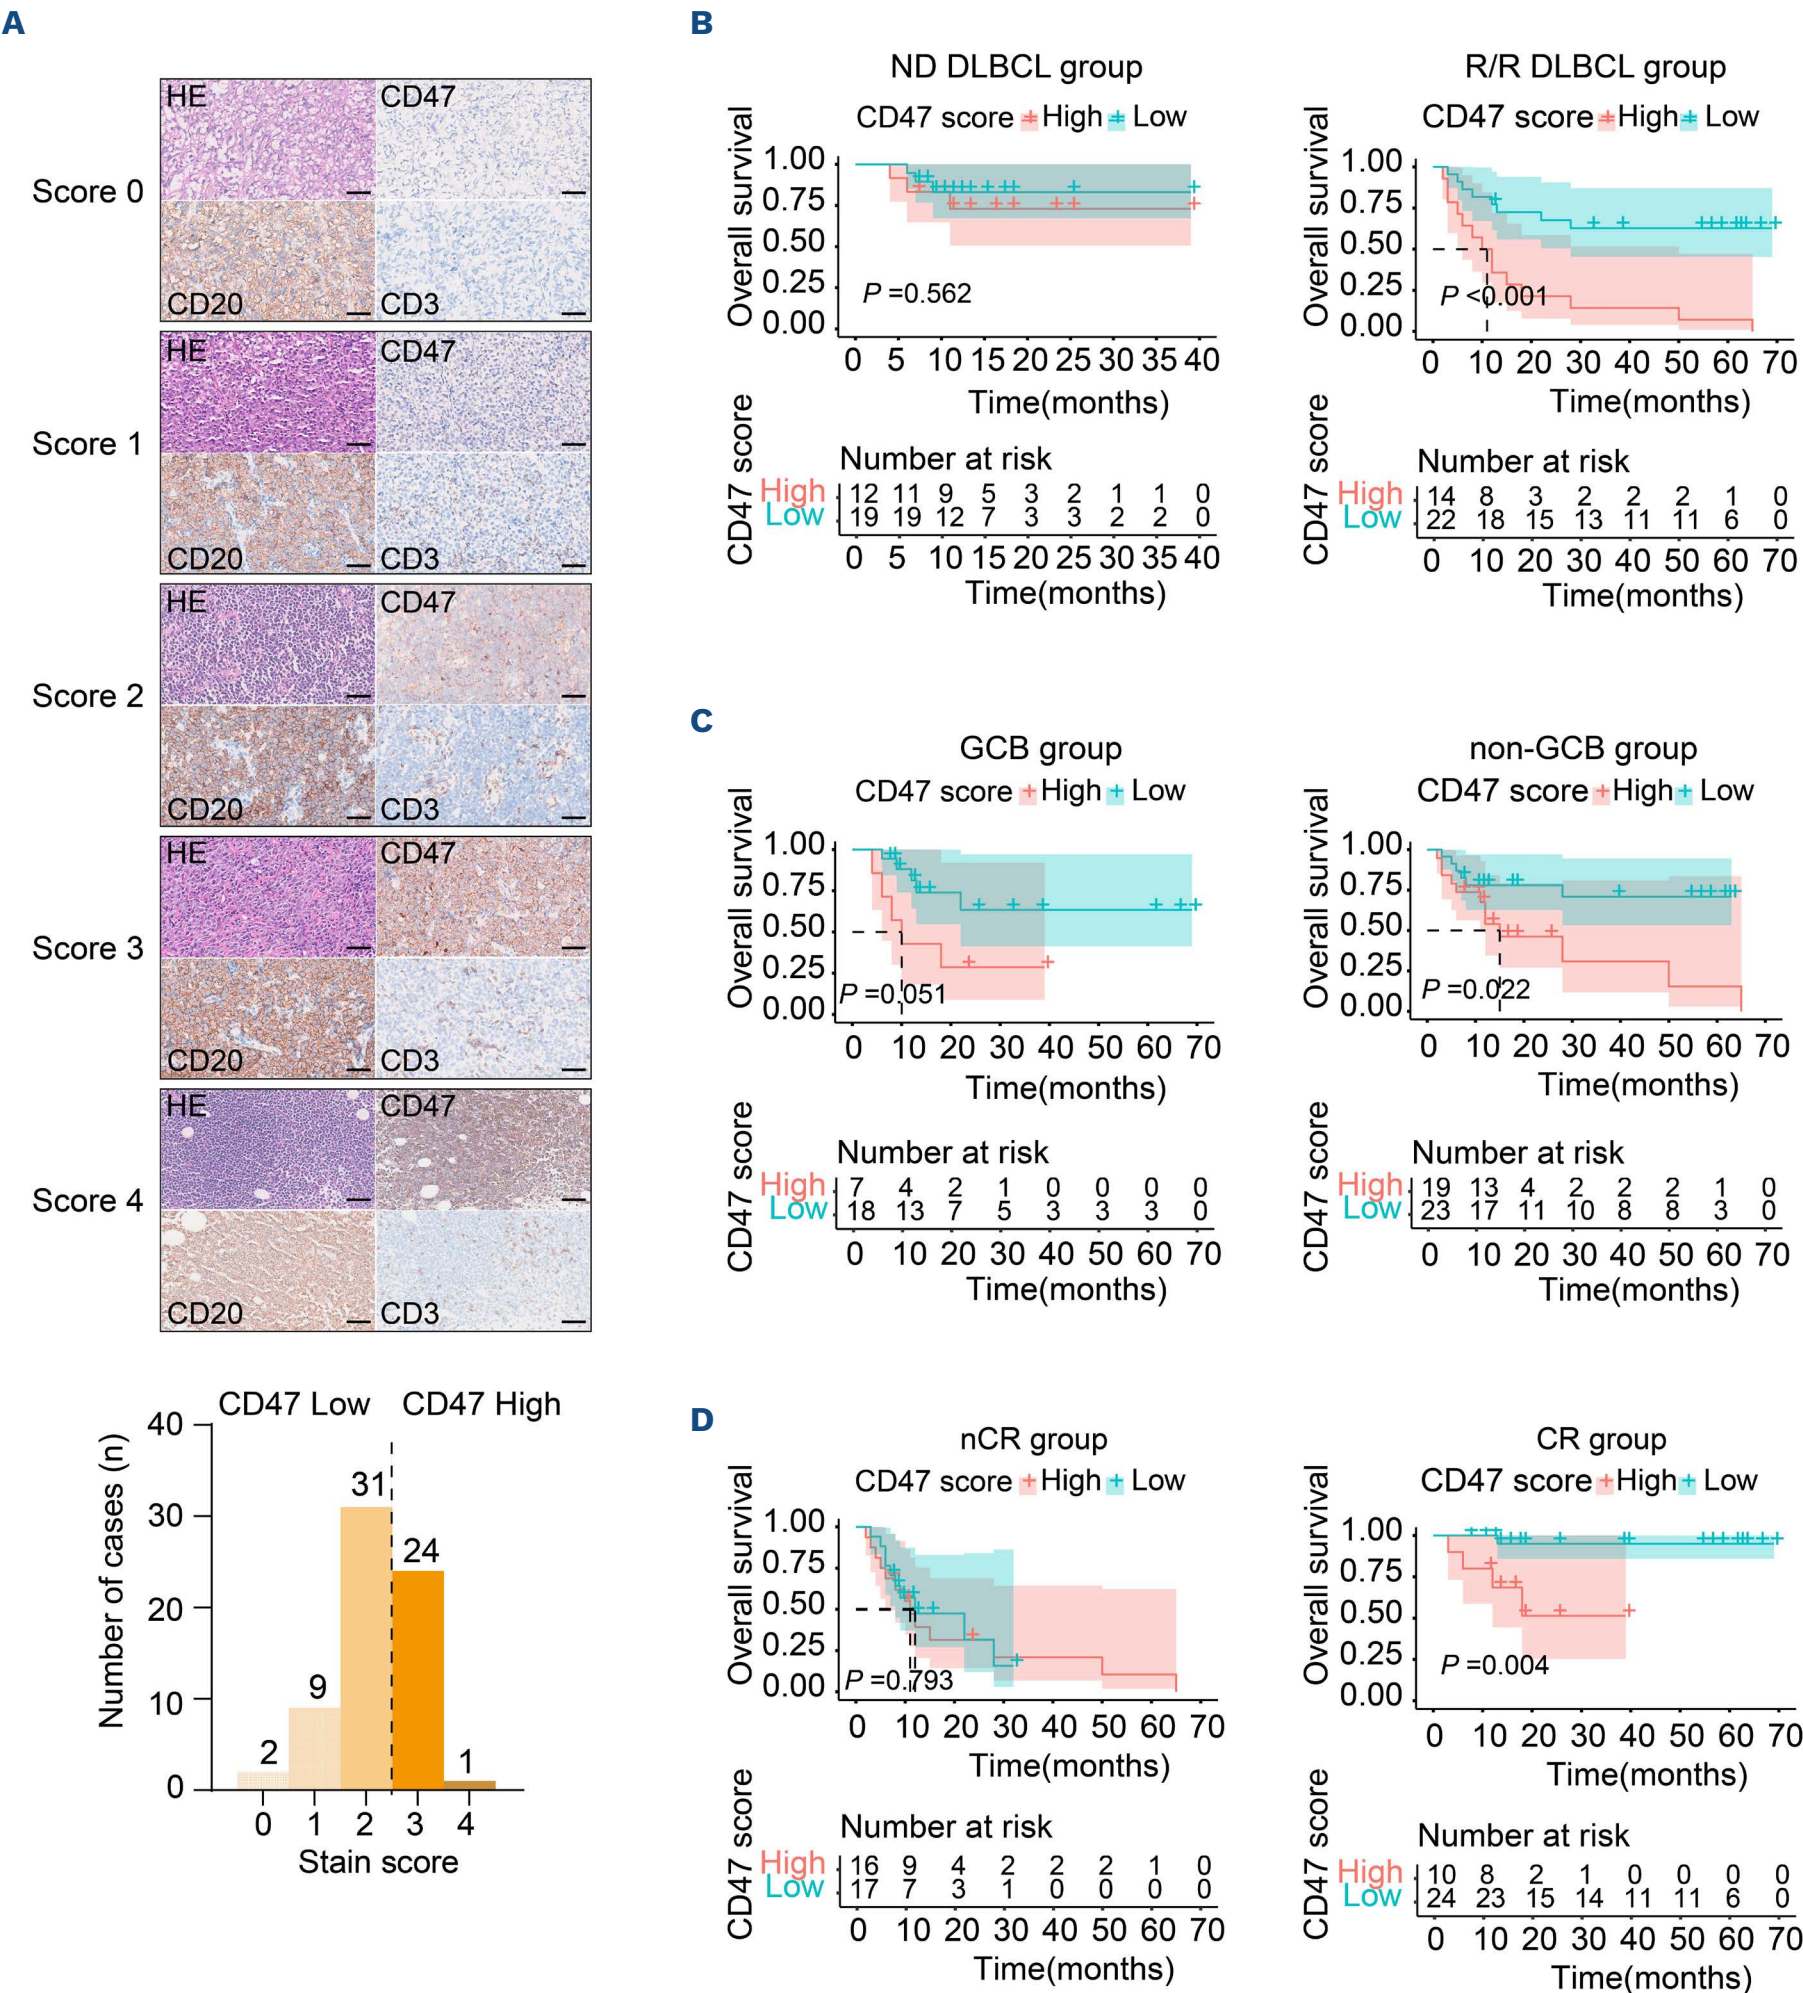 A
Score 0
HE
CD47
CD20
CD3
Score 1
HE
CD47
CD20
CD3
Score 2
HE
CD47
CD20
CD3
Score 3
HE
CD47
CD20
CD3
Score 4
HE
CD47
CD20
CD3
CD47 Low
CD47 High
Number of cases (n)
40
30
20
10
0
2
9
31
24
1
0 1 2 3 4
Stain score
B
ND DLBCL group
CD47 score High Low
Overall survival
1.00
0.75
0.50
0.25
0.00
P =0.562
0 5 10 15 20 25 30 35 40
Time(months)
CD47 score
Number at risk
High 12 11 9 5 3 2 1 1 0
Low 19 19 12 7 3 3 2 2 0
0 5 10 15 20 25 30 35 40
Time(months)
R/R DLBCL group
CD47 score High Low
Overall survival
1.00
0.75
0.50
0.25
0.00
P <0.001
0 10 20 30 40 50 60 70
Time(months)
CD47 score
Number at risk
High 14 8 3 2 2 2 1 0
Low 22 18 15 13 11 11 6 0
0 10 20 30 40 50 60 70
Time(months)
C
GCB group
CD47 score High Low
Overall survival
1.00
0.75
0.50
0.25
0.00
P =0.051
0 10 20 30 40 50 60 70
Time(months)
CD47 score
Number at risk
High 7 4 2 1 0 0 0 0
Low 18 13 7 5 3 3 3 0
0 10 20 30 40 50 60 70
Time(months)
non-GCB group
CD47 score High Low
Overall survival
1.00
0.75
0.50
0.25
0.00
P =0.022
0 10 20 30 40 50 60 70
Time(months)
CD47 score
Number at risk
High 19 13 4 2 2 2 1 0
Low 23 17 11 10 8 8 3 0
0 10 20 30 40 50 60 70
Time(months)
D
nCR group
CD47 score High Low
Overall survival
1.00
0.75
0.50
0.25
0.00
P =0.793
0 10 20 30 40 50 60 70
Time(months)
CD47 score
Number at risk
High 16 9 4 2 2 2 1 0
Low 17 7 3 1 0 0 0 0
0 10 20 30 40 50 60 70
Time(months)
CR group
CD47 score High Low
Overall survival
1.00
0.75
0.50
0.25
0.00
P =0.004
0 10 20 30 40 50 60 70
Time(months)
CD47 score
Number at risk
High 10 8 2 1 0 0 0 0
Low 24 23 15 14 11 11 6 0
0 10 20 30 40 50 60 70
Time(months)